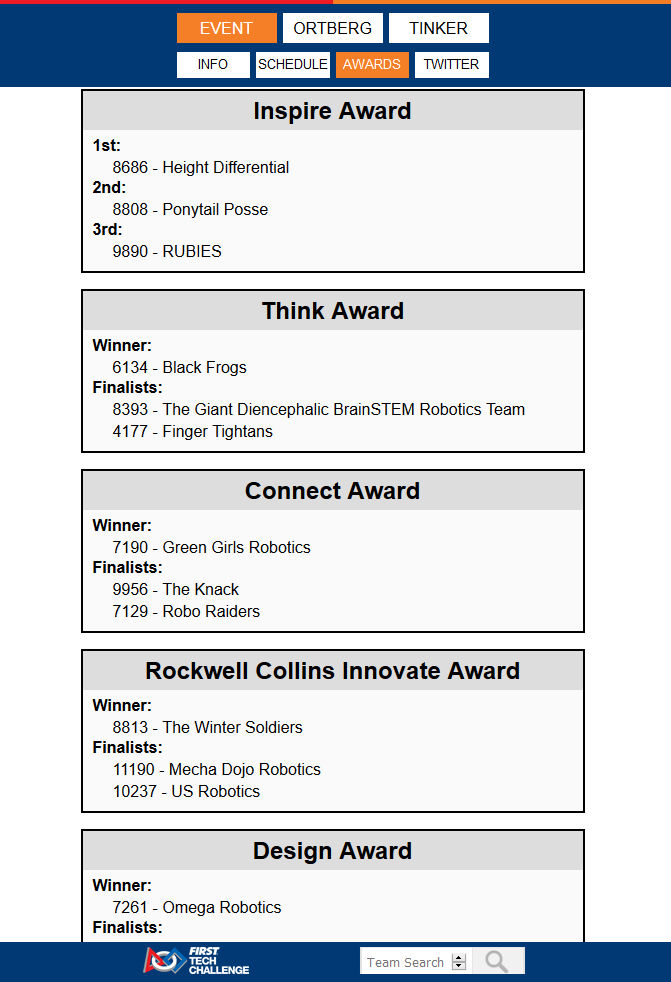 EVENT ORTBERG TINKER
INFO SCHEDULE AWARDS TWITTER
Inspire Award
1st:
8686 - Height Differential
2nd:
8808 - Ponytail Posse
3rd:
9890 - RUBIES
Think Award
Winner:
6134 - Black Frogs
Finalists:
8393 - The Giant Diencephalic BrainSTEM Robotics Team
4177 - Finger Tightans
Connect Award
Winner:
7190 - Green Girls Robotics
Finalists:
9956 - The Knack
7129 - Robo Raiders
Rockwell Collins Innovate Award
Winner:
8813 - The Winter Soldiers
Finalists:
11190 - Mecha Dojo Robotics
10237 - US Robotics
Design Award
Winner:
7261 - Omega Robotics
Finalists:
FIRST
TECH
CHALLENGE
Team Search